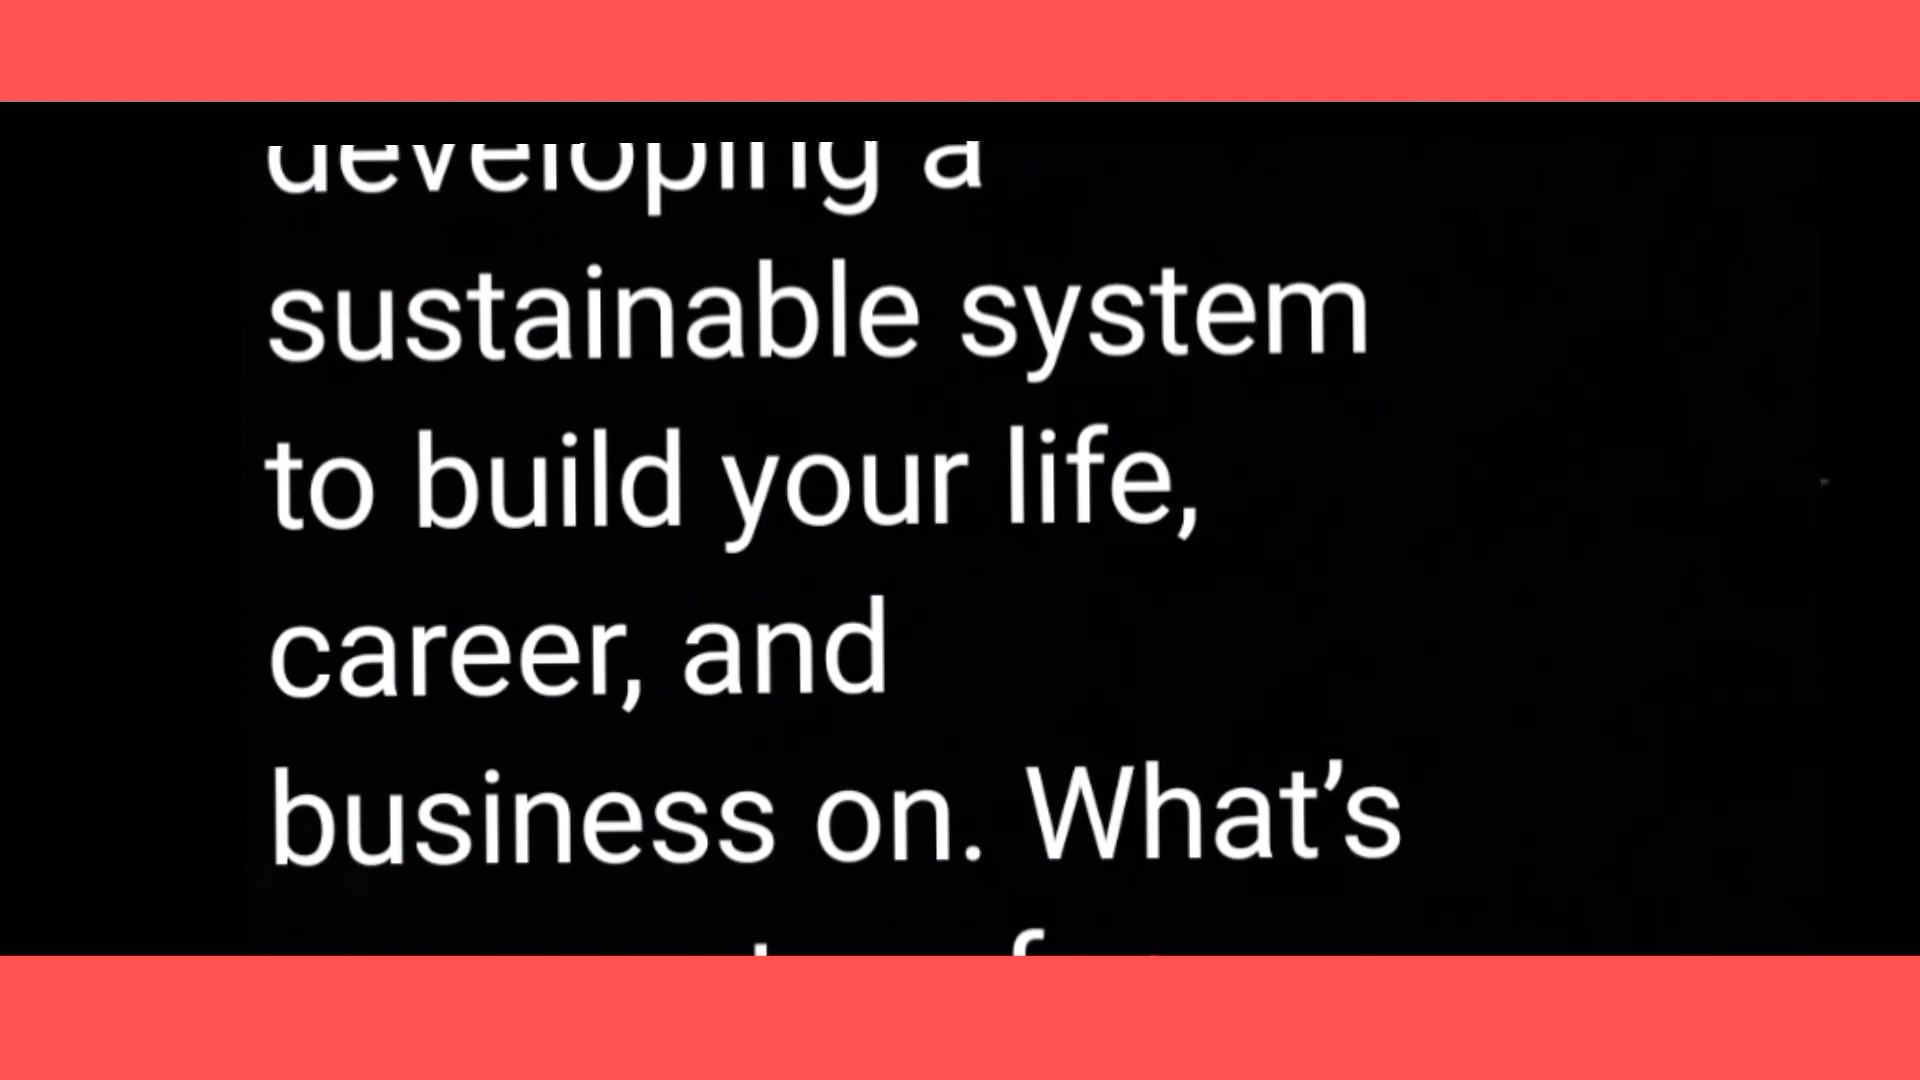 developing a
sustainable system
to build your life,
career, and
business on. What’s